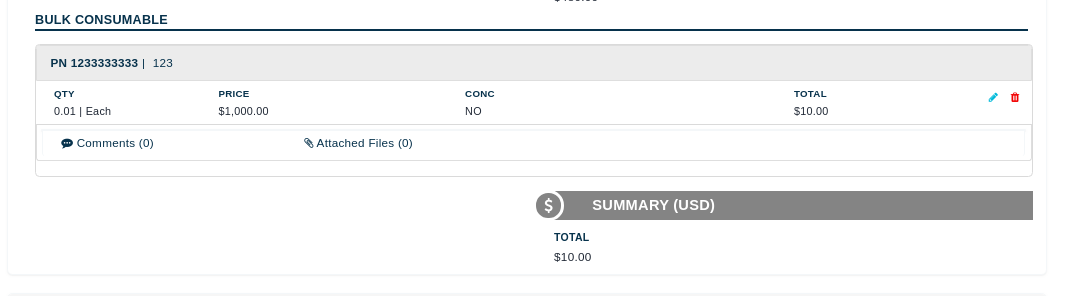 BULK CONSUMABLE
PN 1233333333 | 123
QTY PRICE CONC TOTAL
0.01 | Each $1,000.00 NO $10.00
Comments (0) Attached Files (0)
$ SUMMARY (USD)
TOTAL
$10.00